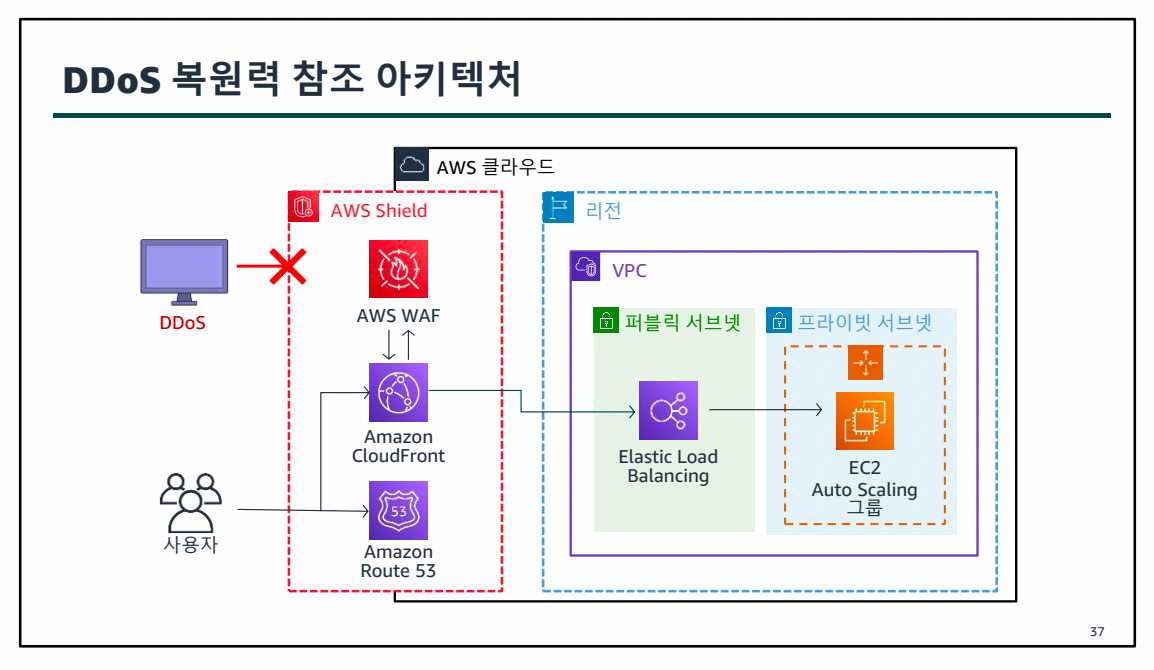 DDoS 복원력 참조 아키텍처
AWS 클라우드
AWS Shield
리전
VPC
DDoS
AWS WAF
퍼블릭 서브넷
프라이빗 서브넷
Amazon
CloudFront
Elastic Load
Balancing
EC2
Auto Scaling
그룹
사용자
53
Amazon
Route 53
37